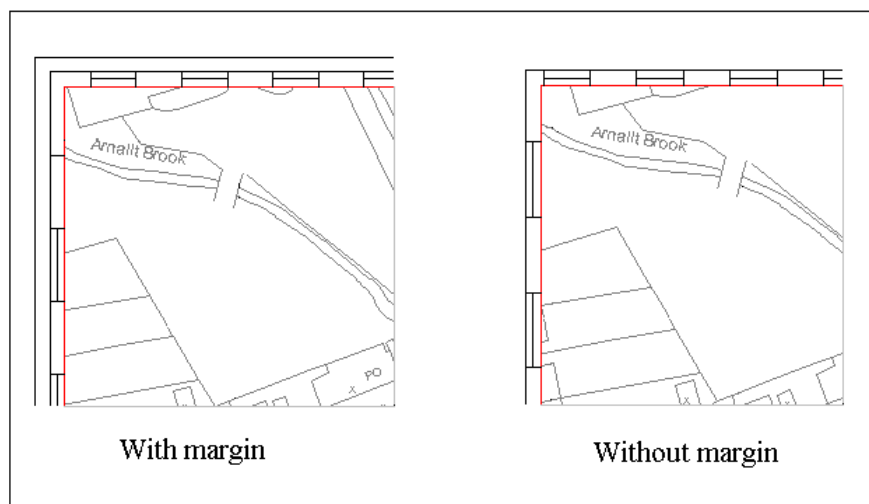 Arnallt Brook
Arnallt Brook
PO
x
x
x
With margin
Without margin